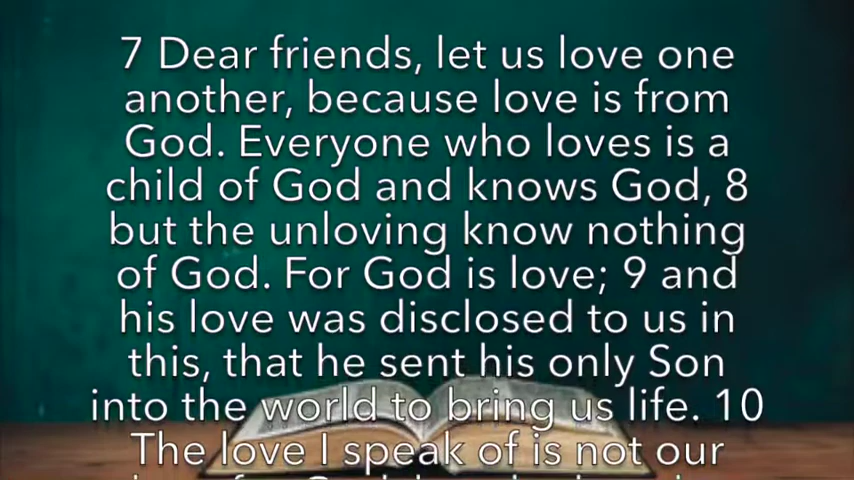 7 Dear friends, let us love one
another, because love is from
God. Everyone who loves is a
child of God and knows God, 8
but the unloving know nothing
of God. For God is love; 9 and
his love was disclosed to us in
this, that he sent his only Son
into the world to bring us life. 10
The love I speak of is not our